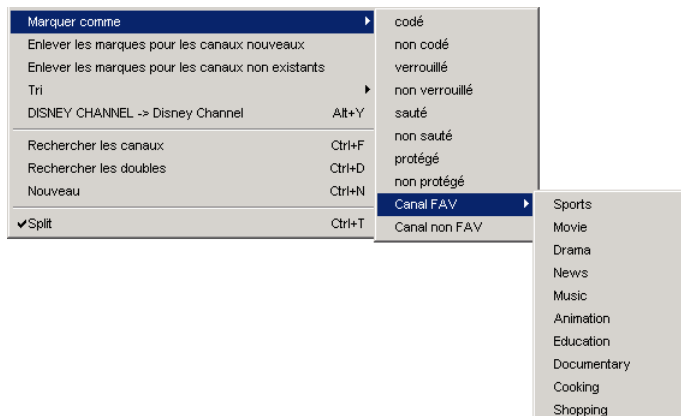 Marquer comme
Enlever les marques pour les canaux nouveaux
Enlever les marques pour les canaux non existants
Tri
DISNEY CHANNEL -> Disney Channel Alt+Y
Rechercher les canaux Ctrl+F
Rechercher les doubles Ctrl+D
Nouveau Ctrl+N
Split Ctrl+T
codé
non codé
verrouillé
non verrouillé
sauté
non sauté
protégé
non protégé
Canal FAV
Canal non FAV
Sports
Movie
Drama
News
Music
Animation
Education
Documentary
Cooking
Shopping